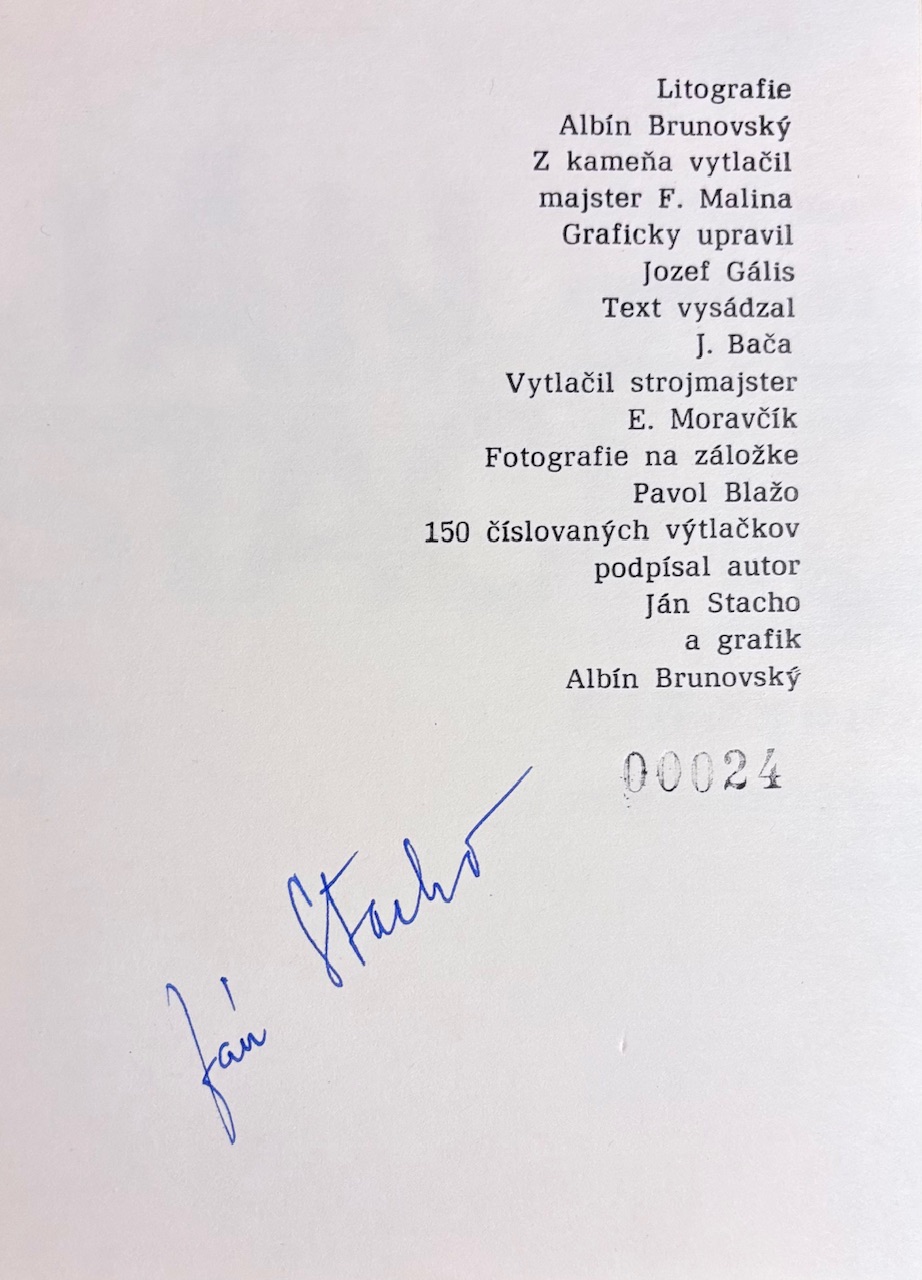 Litografie
Albín Brunovský
Z kameňa vytlačil
majster F. Malina
Graficky upravil
Jozef Gális
Text vysádzal
J. Bača
Vytlačil strojmajster
E. Moravčík
Fotografie na záložke
Pavol Blažo
150 číslovaných výtlačkov
podpísal autor
Ján Stacho
a grafik
Albín Brunovský
00024
Ján Stacho